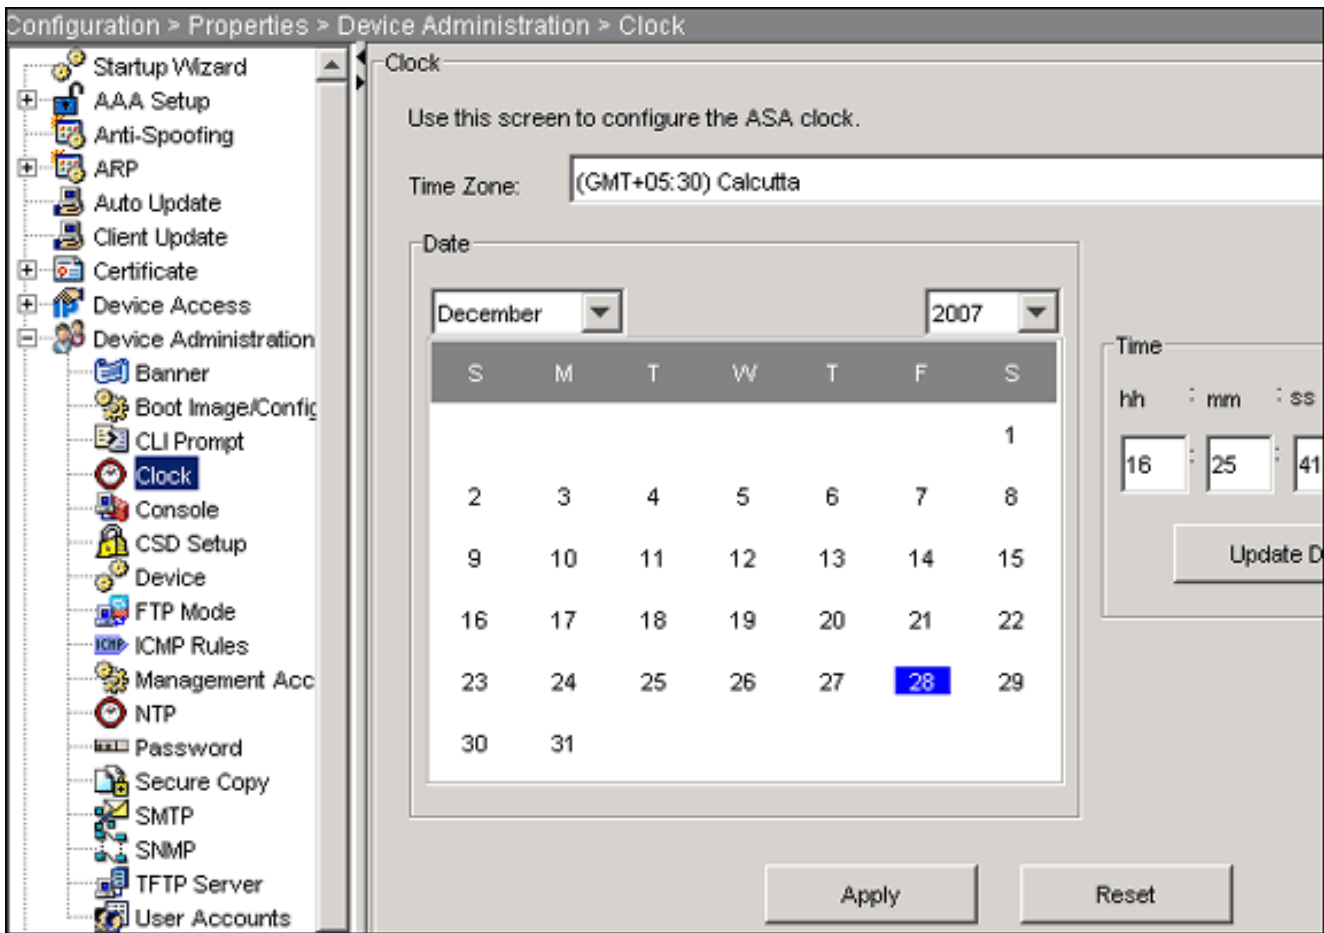 Configuration > Properties > Device Administration > Clock
Startup Wizard
AAA Setup
Anti-Spoofing
ARP
Auto Update
Client Update
Certificate
Device Access
Device Administration
Banner
Boot Image/Config
CLI Prompt
Clock
Console
CSD Setup
Device
FTP Mode
ICMP ICMP Rules
Management Acc
NTP
Password
Secure Copy
SMTP
SNMP
TFTP Server
User Accounts
Clock
Use this screen to configure the ASA clock.
Time Zone: (GMT+05:30) Calcutta
Date
December 2007
S M T W T F S
1
2 3 4 5 6 7 8
9 10 11 12 13 14 15
16 17 18 19 20 21 22
23 24 25 26 27 28 29
30 31
Time
hh : mm : ss
16 : 25 : 41
Update D
Apply Reset